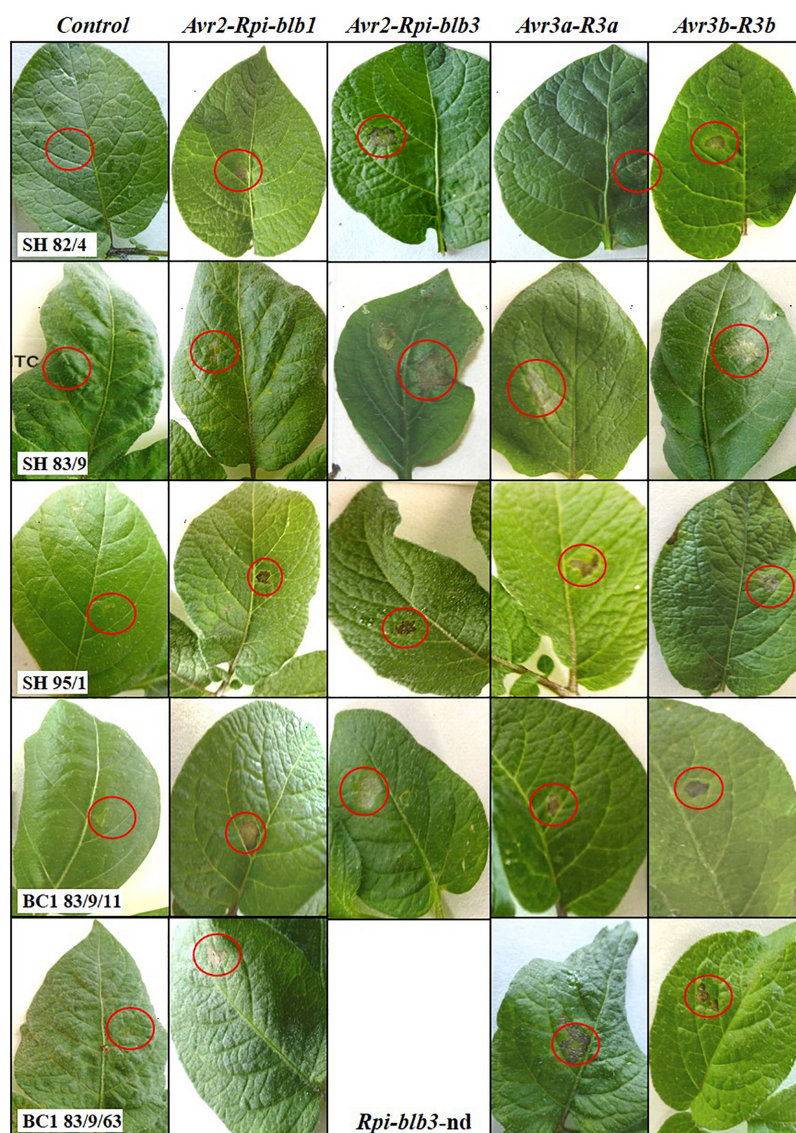 Control Avr2-Rpi-blb1 Avr2-Rpi-blb3 Avr3a-R3a Avr3b-R3b
SH 82/4
TC
SH 83/9
SH 95/1
BC1 83/9/11
BC1 83/9/63
Rpi-blb3-nd